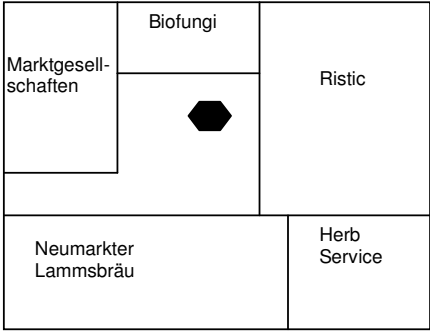 Biofungi
Marktgesell-
schaften
Ristic
Neumarkter
Lammsbräu
Herb
Service